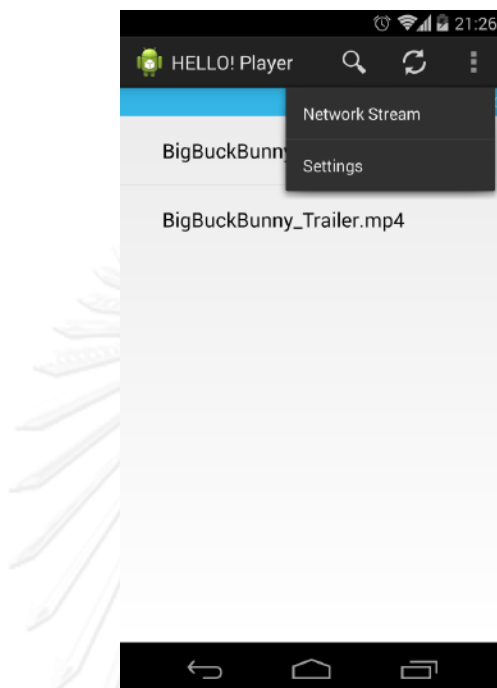 21:26
HELLO! Player
Network Stream
BigBuckBunny
Settings
BigBuckBunny_Trailer.mp4